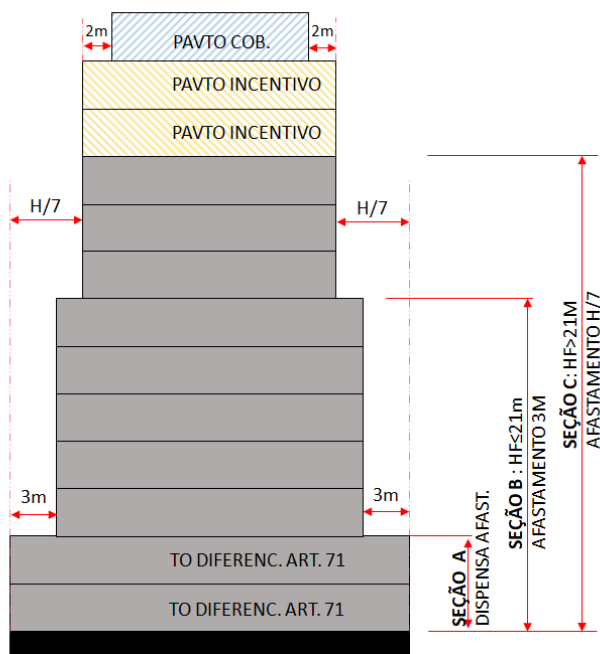 2m
2m
PAVTO COB.
PAVTO INCENTIVO
PAVTO INCENTIVO
H/7
H/7
3m
3m
TO DIFERENC. ART. 71
TO DIFERENC. ART. 71
SEÇÃO A
DISPENSA AFAST.
SEÇÃO B : HF≤21m
AFASTAMENTO 3M
SEÇÃO C: HF>21M
AFASTAMENTO H/7